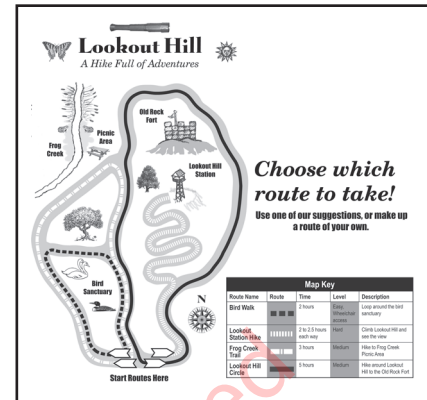 Lookout Hill
A Hike Full of Adventures
Old Rock
Fort
Picnic
Area
Frog
Creek
Lookout Hill
Station
Bird
Sanctuary
N
Start Routes Here
Choose which
route to take!
Use one of our suggestions, or make up
a route of your own.
Map Key
Route Name Route Time Level Description
Bird Walk 2 hours Easy, Wheelchair access Loop around the bird sanctuary
Lookout Station Hike 2 to 2.5 hours each way Hard Climb Lookout Hill and see the view
Frog Creek Trail 3 hours Medium Hike to Frog Creek Picnic Area
Lookout Hill Circle 5 hours Medium Hike around Lookout Hill to the Old Rock Fort